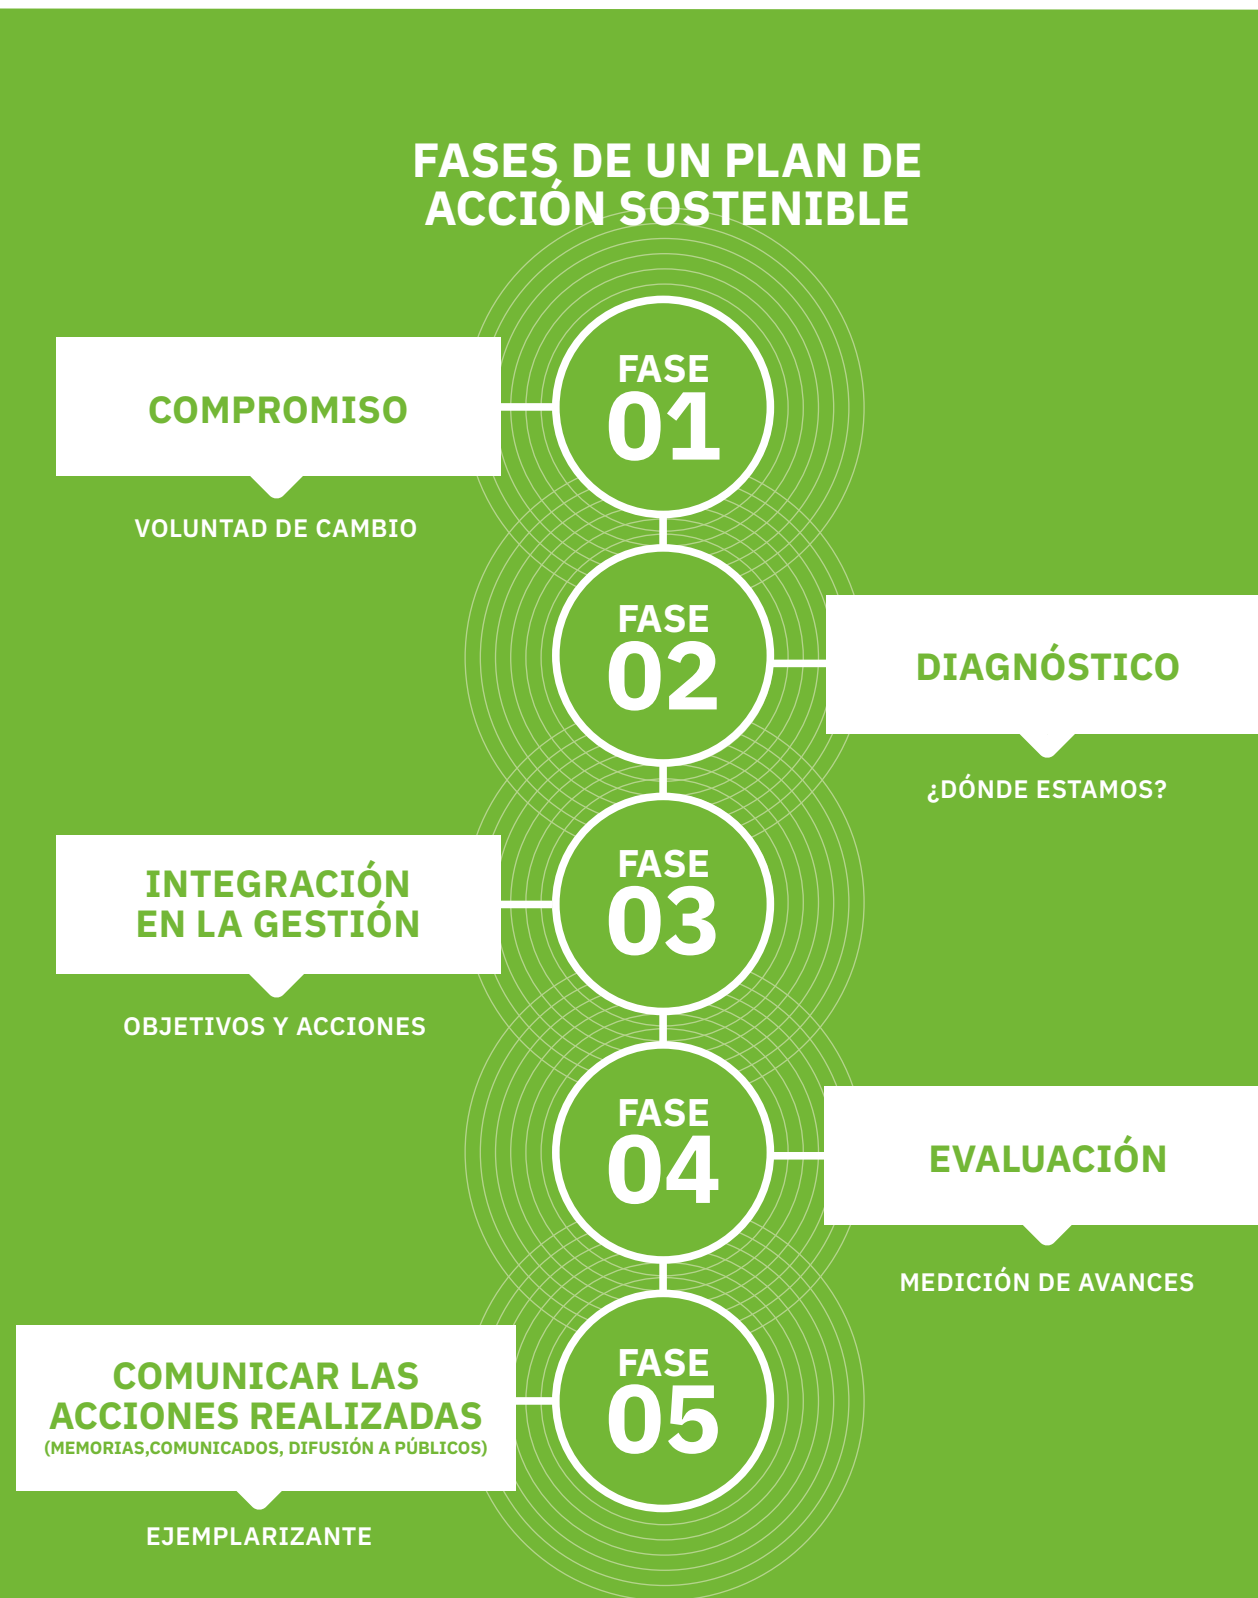 FASES DE UN PLAN DE
ACCIÓN SOSTENIBLE
FASE
01
COMPROMISO
VOLUNTAD DE CAMBIO
FASE
02
DIAGNÓSTICO
¿DÓNDE ESTAMOS?
FASE
03
INTEGRACIÓN
EN LA GESTIÓN
OBJETIVOS Y ACCIONES
FASE
04
EVALUACIÓN
MEDICIÓN DE AVANCES
FASE
05
COMUNICAR LAS
ACCIONES REALIZADAS
(MEMORIAS,COMUNICADOS, DIFUSIÓN A PÚBLICOS)
EJEMPLARIZANTE